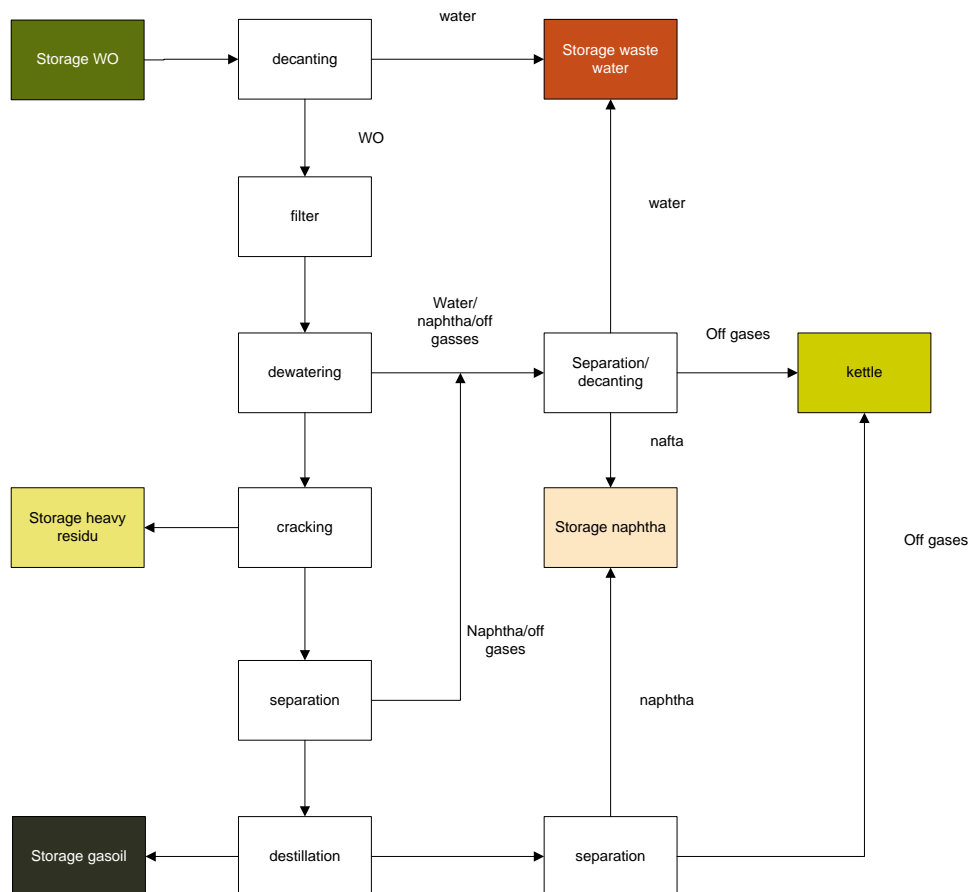 water
Storage WO
decanting
Storage waste
water
WO
filter
water
Water/
naphtha/off
gasses
Off gases
dewatering
Separation/
decanting
kettle
nafta
Storage heavy
residu
cracking
Storage naphtha
Off gases
Naphtha/off
gases
separation
naphtha
Storage gasoil
destillation
separation